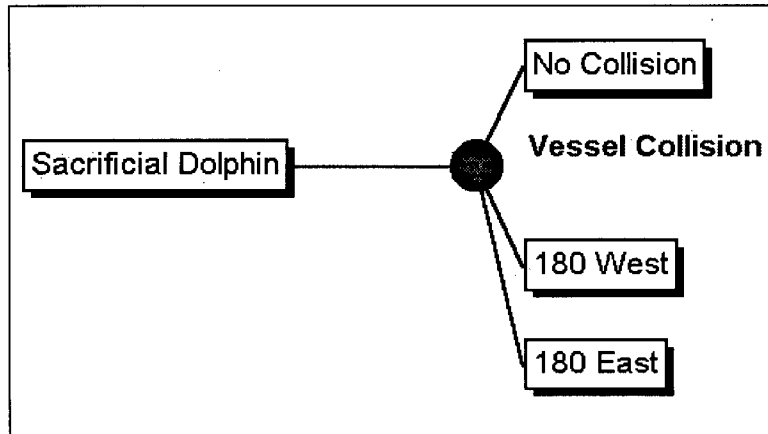 No Collision
Vessel Collision
Sacrificial Dolphin
180 West
180 East